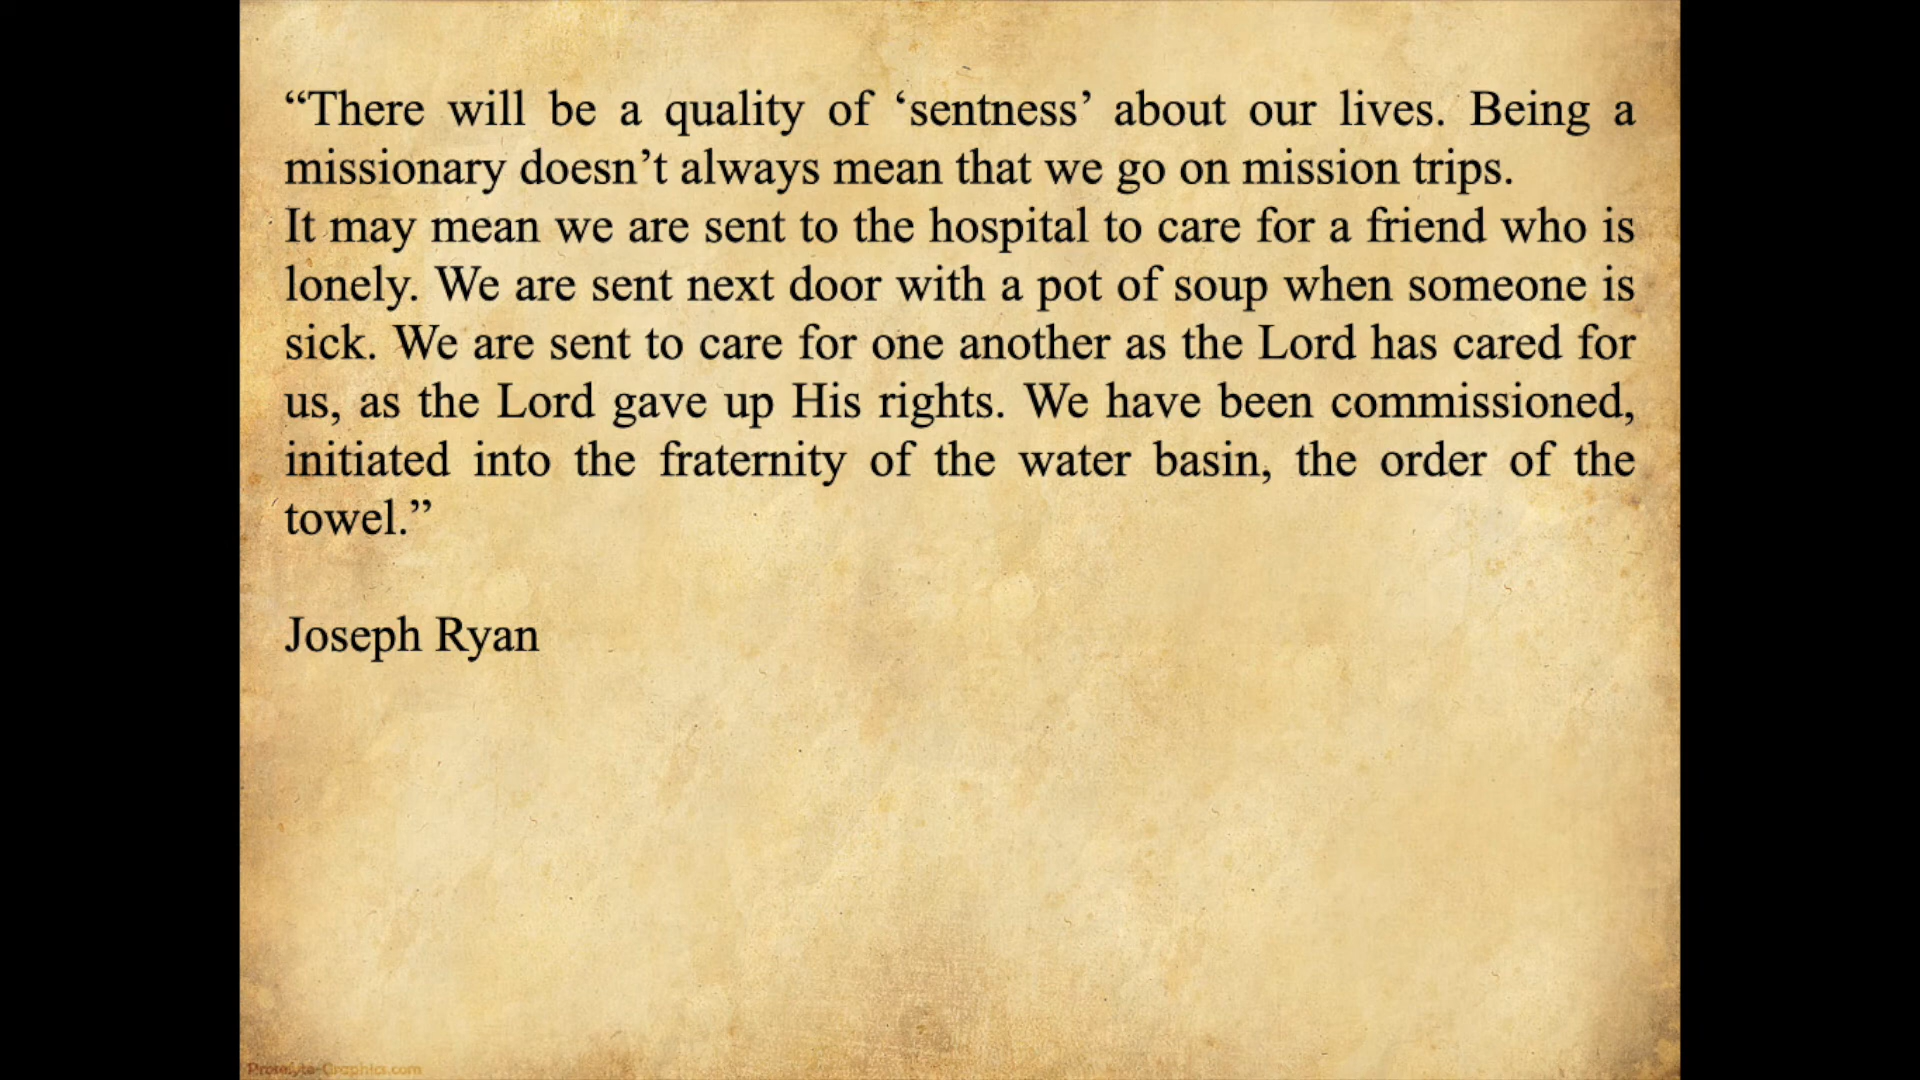 “There will be a quality of ‘sentness’ about our lives. Being a
missionary doesn’t always mean that we go on mission trips.
It may mean we are sent to the hospital to care for a friend who is
lonely. We are sent next door with a pot of soup when someone is
sick. We are sent to care for one another as the Lord has cared for
us, as the Lord gave up His rights. We have been commissioned,
initiated into the fraternity of the water basin, the order of the
towel.”
Joseph Ryan